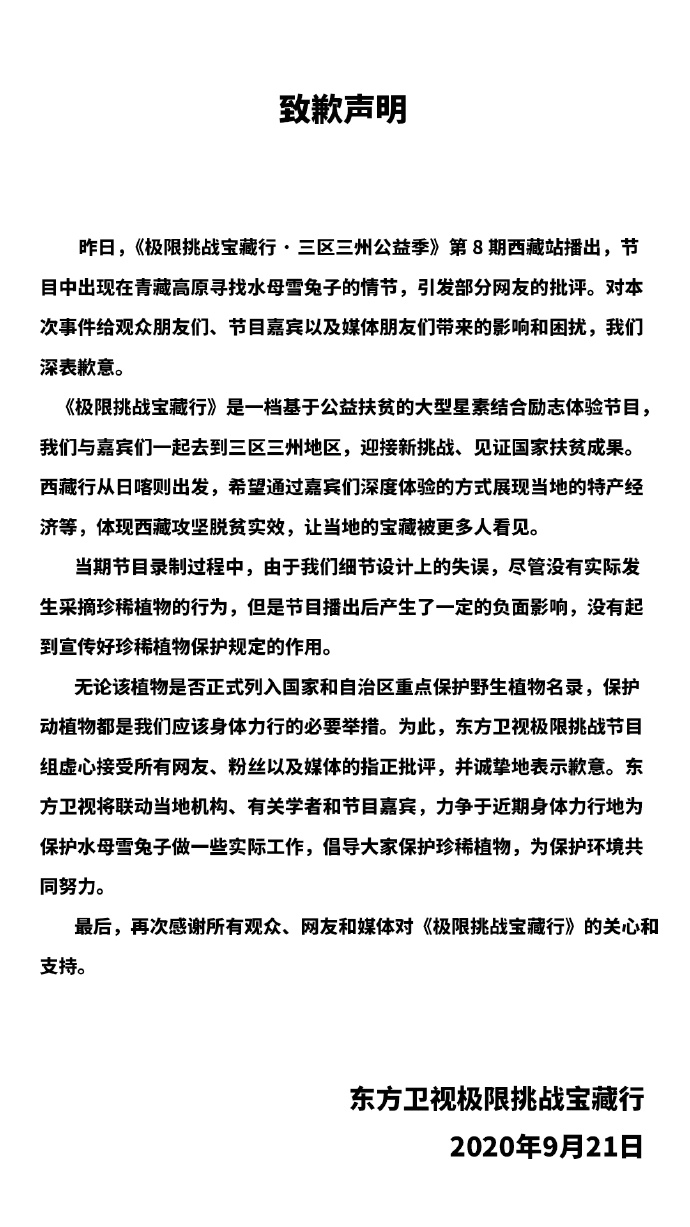 致歉声明
昨日，《极限挑战宝藏行·三区三州公益季》第 8 期西藏站播出，节
目中出现在青藏高原寻找水母雪兔子的情节，引发部分网友的批评。对本
次事件给观众朋友们、节目嘉宾以及媒体朋友们带来的影响和困扰，我们
深表歉意。
《极限挑战宝藏行》是一档基于公益扶贫的大型星素结合励志体验节目，
我们与嘉宾们一起去到三区三州地区，迎接新挑战、见证国家扶贫成果。
西藏行从日喀则出发，希望通过嘉宾们深度体验的方式展现当地的特产经
济等，体现西藏攻坚脱贫实效，让当地的宝藏被更多人看见。
当期节目录制过程中，由于我们细节设计上的失误，尽管没有实际发
生采摘珍稀植物的行为，但是节目播出后产生了一定的负面影响，没有起
到宣传好珍稀植物保护规定的作用。
无论该植物是否正式列入国家和自治区重点保护野生植物名录，保护
动植物都是我们应该身体力行的必要举措。为此，东方卫视极限挑战节目
组虚心接受所有网友、粉丝以及媒体的指正批评，并诚挚地表示歉意。东
方卫视将联动当地机构、有关学者和节目嘉宾，力争于近期身体力行地为
保护水母雪兔子做一些实际工作，倡导大家保护珍稀植物，为保护环境共
同努力。
最后，再次感谢所有观众、网友和媒体对《极限挑战宝藏行》的关心和
支持。
东方卫视极限挑战宝藏行
2020年9月21日